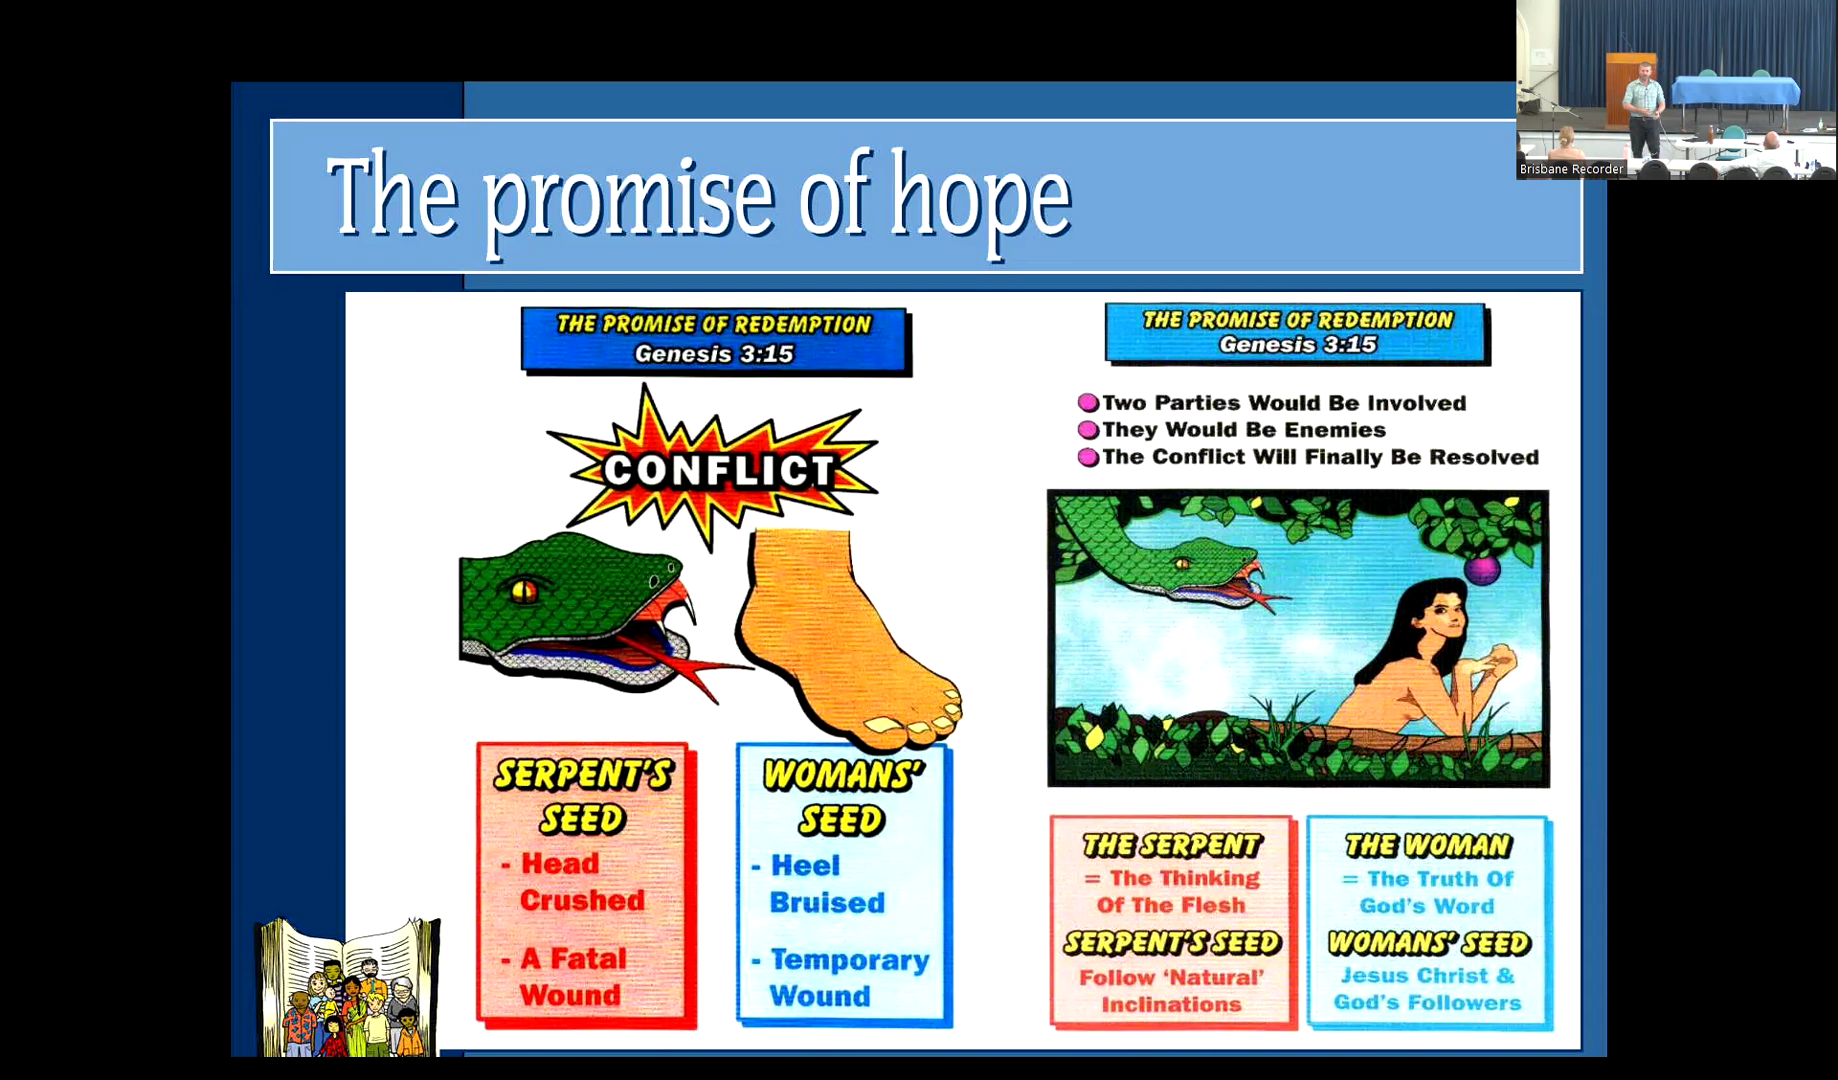 Brisbane Recorder
The promise of hope
THE PROMISE OF REDEMPTION
Genesis 3:15
CONFLICT
SERPENT'S
SEED
- Head
Crushed
- A Fatal
Wound
WOMANS'
SEED
- Heel
Bruised
- Temporary
Wound
THE PROMISE OF REDEMPTION
Genesis 3:15
Two Parties Would Be Involved
They Would Be Enemies
The Conflict Will Finally Be Resolved
THE SERPENT
= The Thinking
Of The Flesh
SERPENT'S SEED
Follow ‘Natural’
Inclinations
THE WOMAN
= The Truth Of
God's Word
WOMANS' SEED
Jesus Christ &
God's Followers